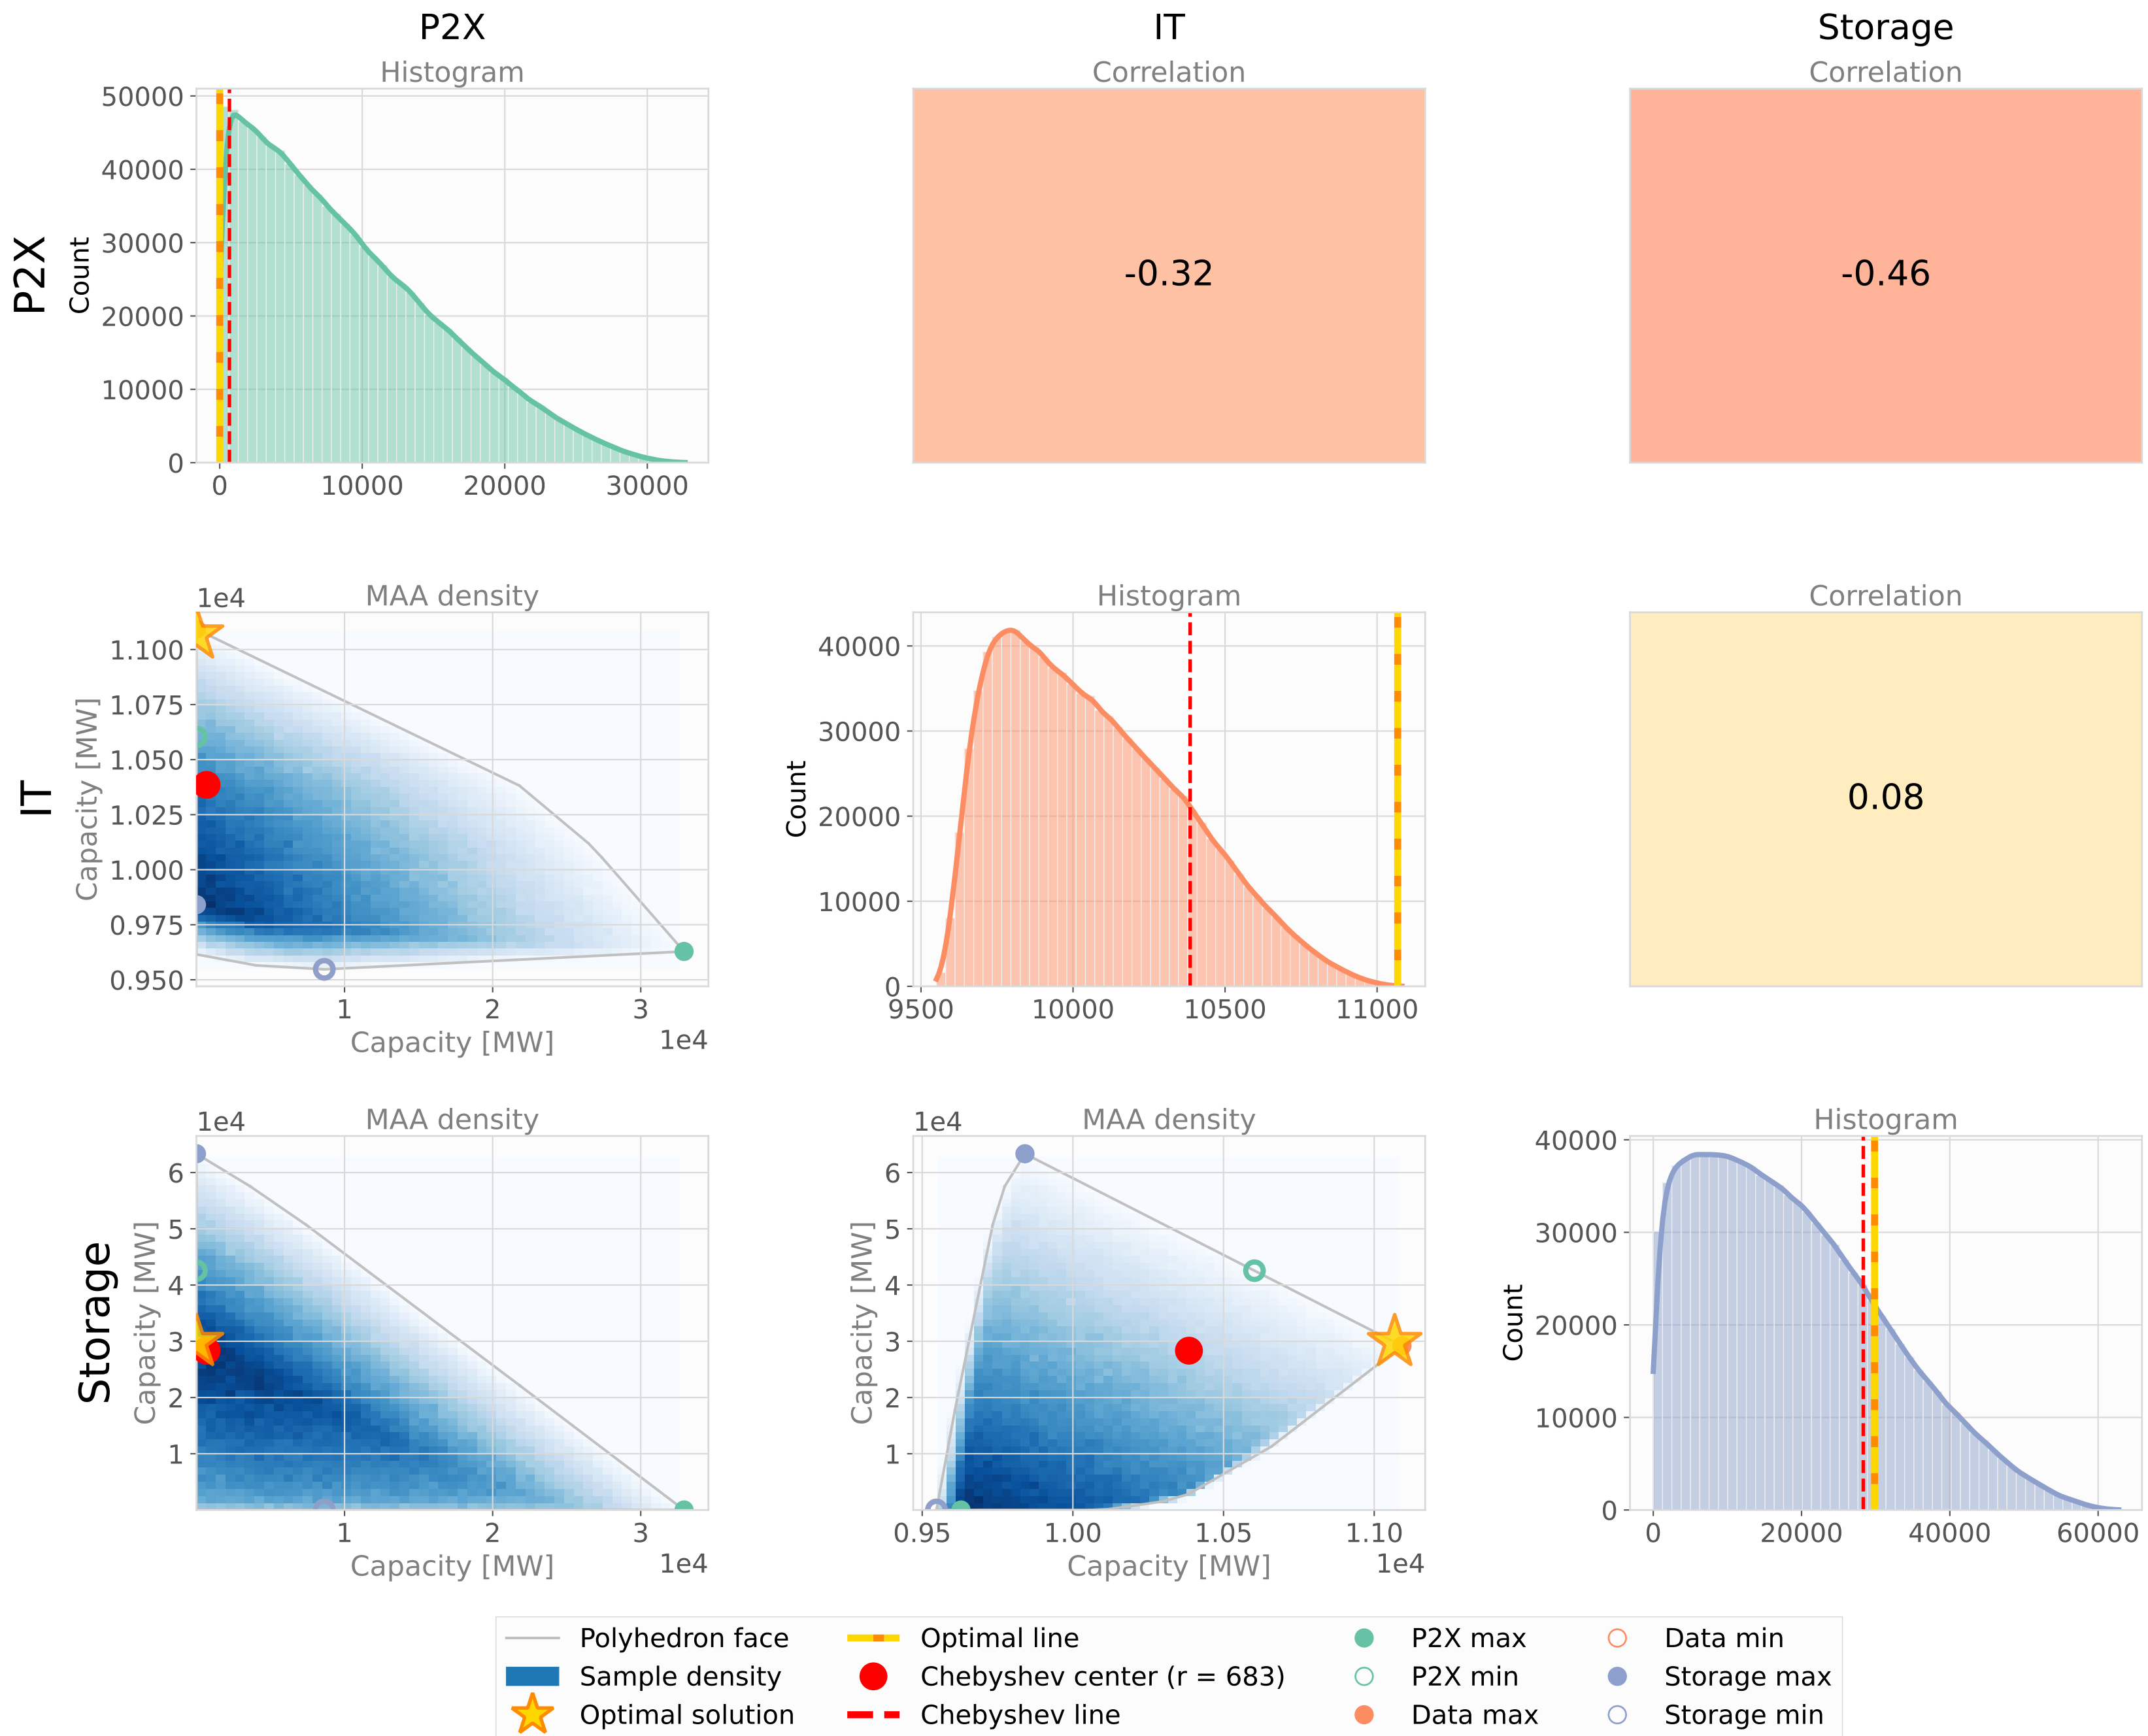 P2X IT Storage
Histogram Correlation Correlation
P2X
Count
50000
40000
30000
20000
10000
0
0 10000 20000 30000
-0.32
-0.46
MAA density Histogram Correlation
IT
1e4
Capacity [MW]
1.100
1.075
1.050
1.025
1.000
0.975
0.950
1 2 3
Capacity [MW] 1e4
Count
40000
30000
20000
10000
0
9500 10000 10500 11000
0.08
MAA density MAA density Histogram
Storage
1e4
Capacity [MW]
6
5
4
3
2
1
1 2 3
Capacity [MW] 1e4
1e4
Capacity [MW]
6
5
4
3
2
1
0.95 1.00 1.05 1.10
Capacity [MW] 1e4
Count
40000
30000
20000
10000
0
0 20000 40000 60000
Polyhedron face Optimal line P2X max Data min
Sample density Chebyshev center (r = 683) P2X min Storage max
Optimal solution Chebyshev line Data max Storage min